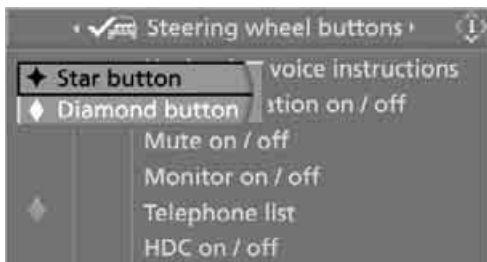 Steering wheel buttons
voice instructions
Star button
Diamond button
on / off
Mute on / off
Monitor on / off
Telephone list
HDC on / off